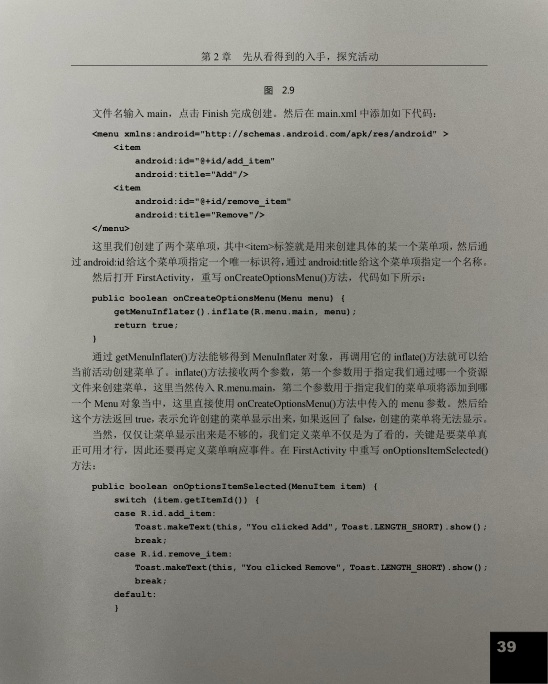 第 2 章 先从看得到的入手，探究活动
图 2.9
文件名输入 main，点击 Finish 完成创建。然后在 main.xml 中添加如下代码：
<menu xmlns:android="http://schemas.android.com/apk/res/android" >
<item
android:id="@+id/add_item"
android:title="Add"/>
<item
android:id="@+id/remove_item"
android:title="Remove"/>
</menu>
这里我们创建了两个菜单项，其中<item>标签就是用来创建具体的某一个菜单项，然后通
过 android:id 给这个菜单项指定一个唯一标识符，通过 android:title 给这个菜单项指定一个名称。
然后打开 FirstActivity，重写 onCreateOptionsMenu()方法，代码如下所示：
public boolean onCreateOptionsMenu(Menu menu) {
getMenuInflater().inflate(R.menu.main, menu);
return true;
}
通过 getMenuInflater()方法能够得到 MenuInflater 对象，再调用它的 inflate()方法就可以给
当前活动创建菜单了。inflate()方法接收两个参数，第一个参数用于指定我们通过哪一个资源
文件来创建菜单，这里当然传入 R.menu.main，第二个参数用于指定我们的菜单项将添加到哪
一个 Menu 对象当中，这里直接使用 onCreateOptionsMenu()方法中传入的 menu 参数。然后给
这个方法返回 true，表示允许创建的菜单显示出来，如果返回了 false，创建的菜单将无法显示。
当然，仅仅让菜单显示出来是不够的，我们定义菜单不仅是为了看的，关键是要菜单真
正可用才行，因此还要再定义菜单响应事件。在 FirstActivity 中重写 onOptionsItemSelected()
方法：
public boolean onOptionsItemSelected(MenuItem item) {
switch (item.getItemId()) {
case R.id.add_item:
Toast.makeText(this, "You clicked Add", Toast.LENGTH_SHORT).show();
break;
case R.id.remove_item:
Toast.makeText(this, "You clicked Remove", Toast.LENGTH_SHORT).show();
break;
default:
}
39